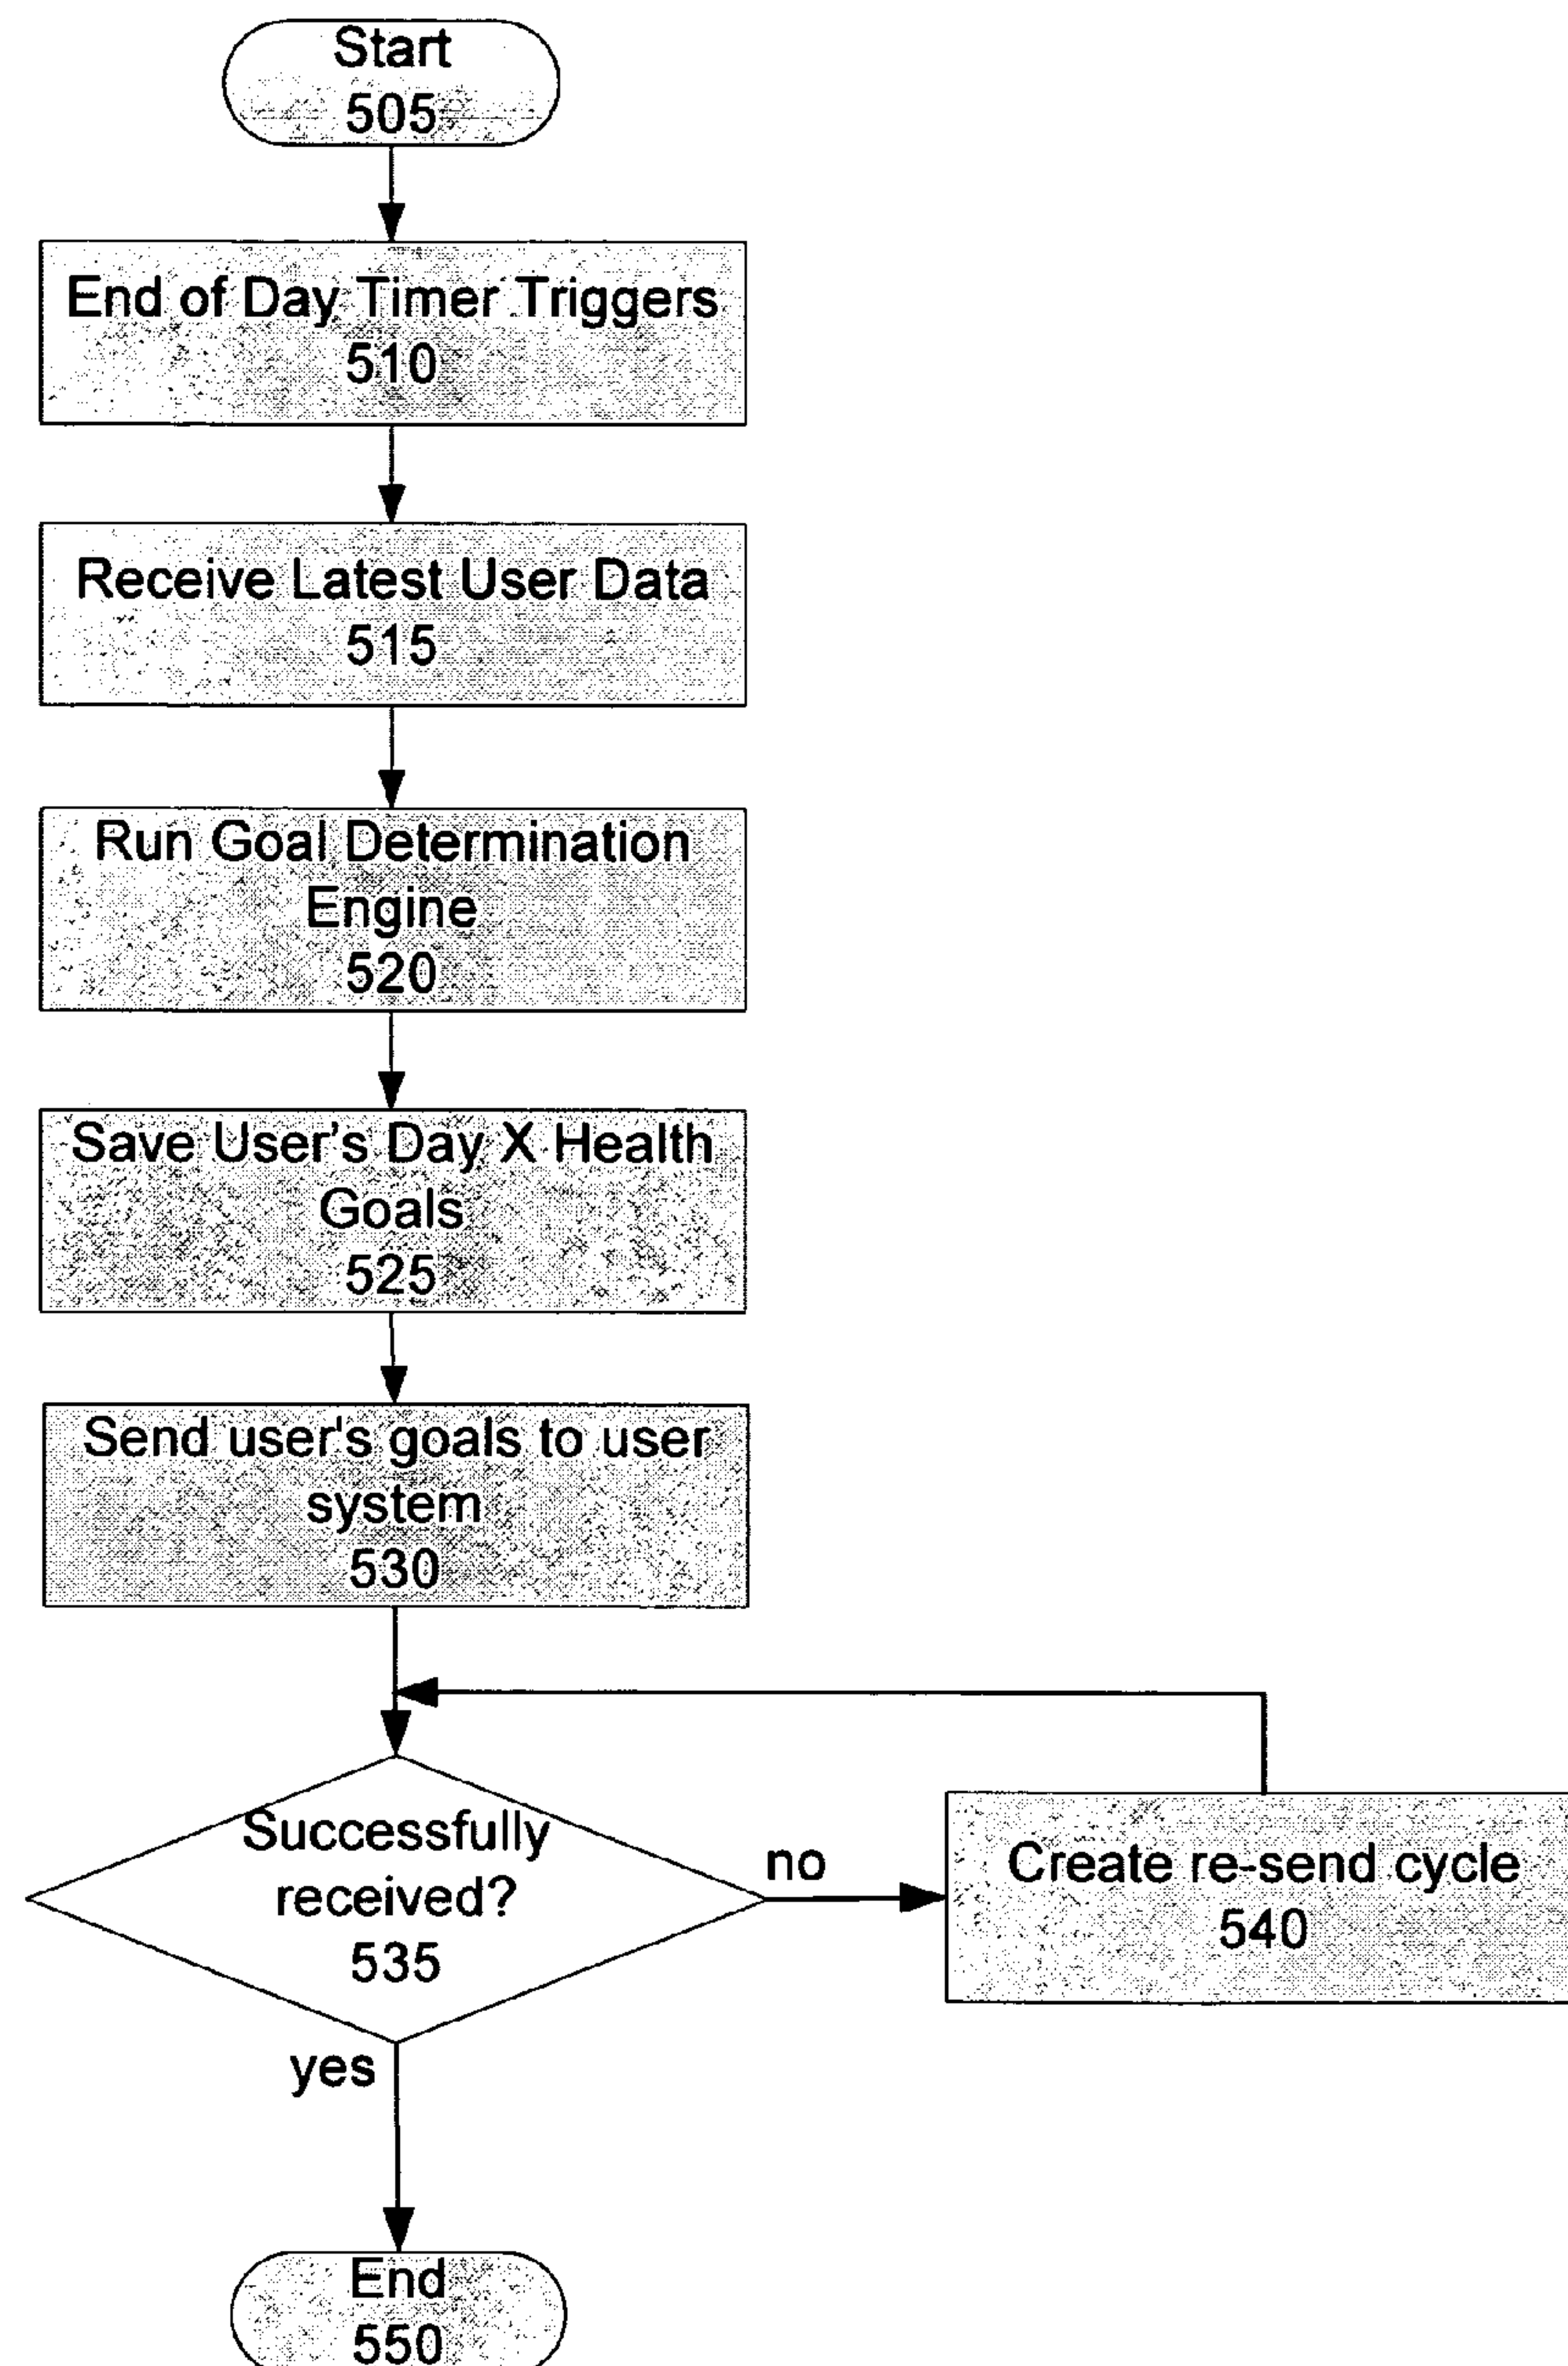 Start
505
End of Day Timer Triggers
510
Receive Latest User Data
515
Run Goal Determination
Engine
520
Save User's Day X Health
Goals
525
Send user's goals to user
system
530
Successfully
received?
535
no
Create re-send cycle
540
yes
End
550